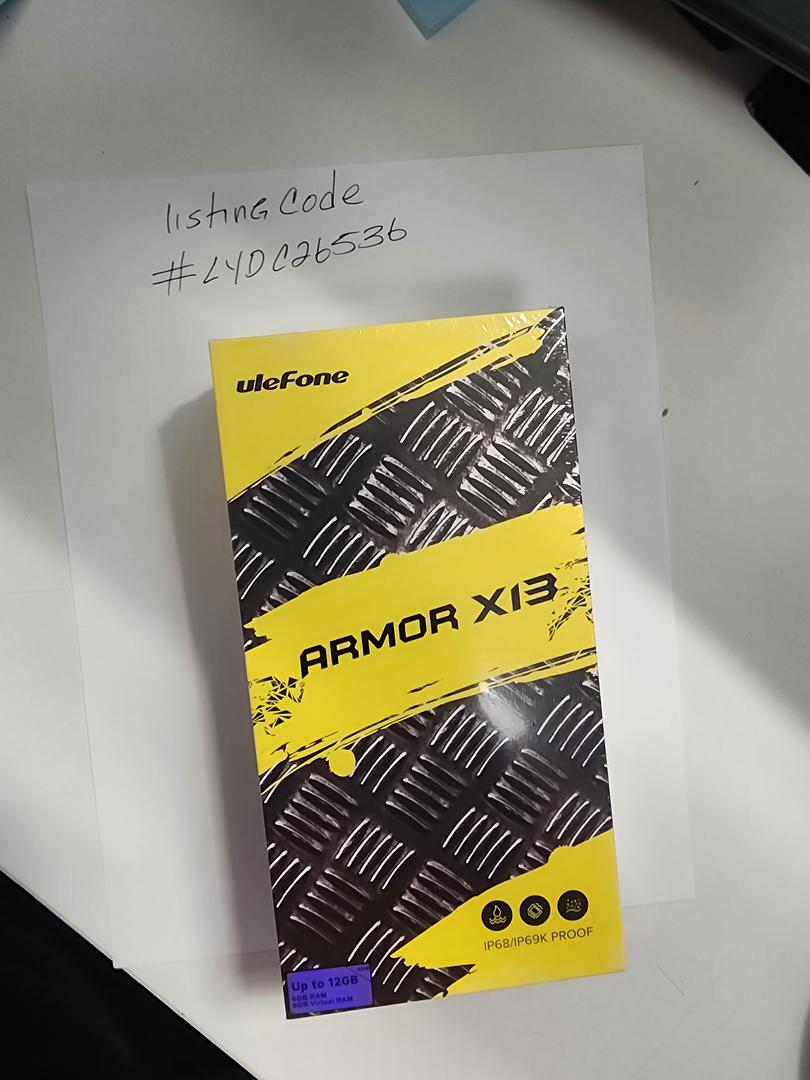 listing Code
#LYDC26536
uleFone
ARMOR X13
IP68/IP69K PROOF
Up to 12GB
6GB RAM
6GB Virtual RAM